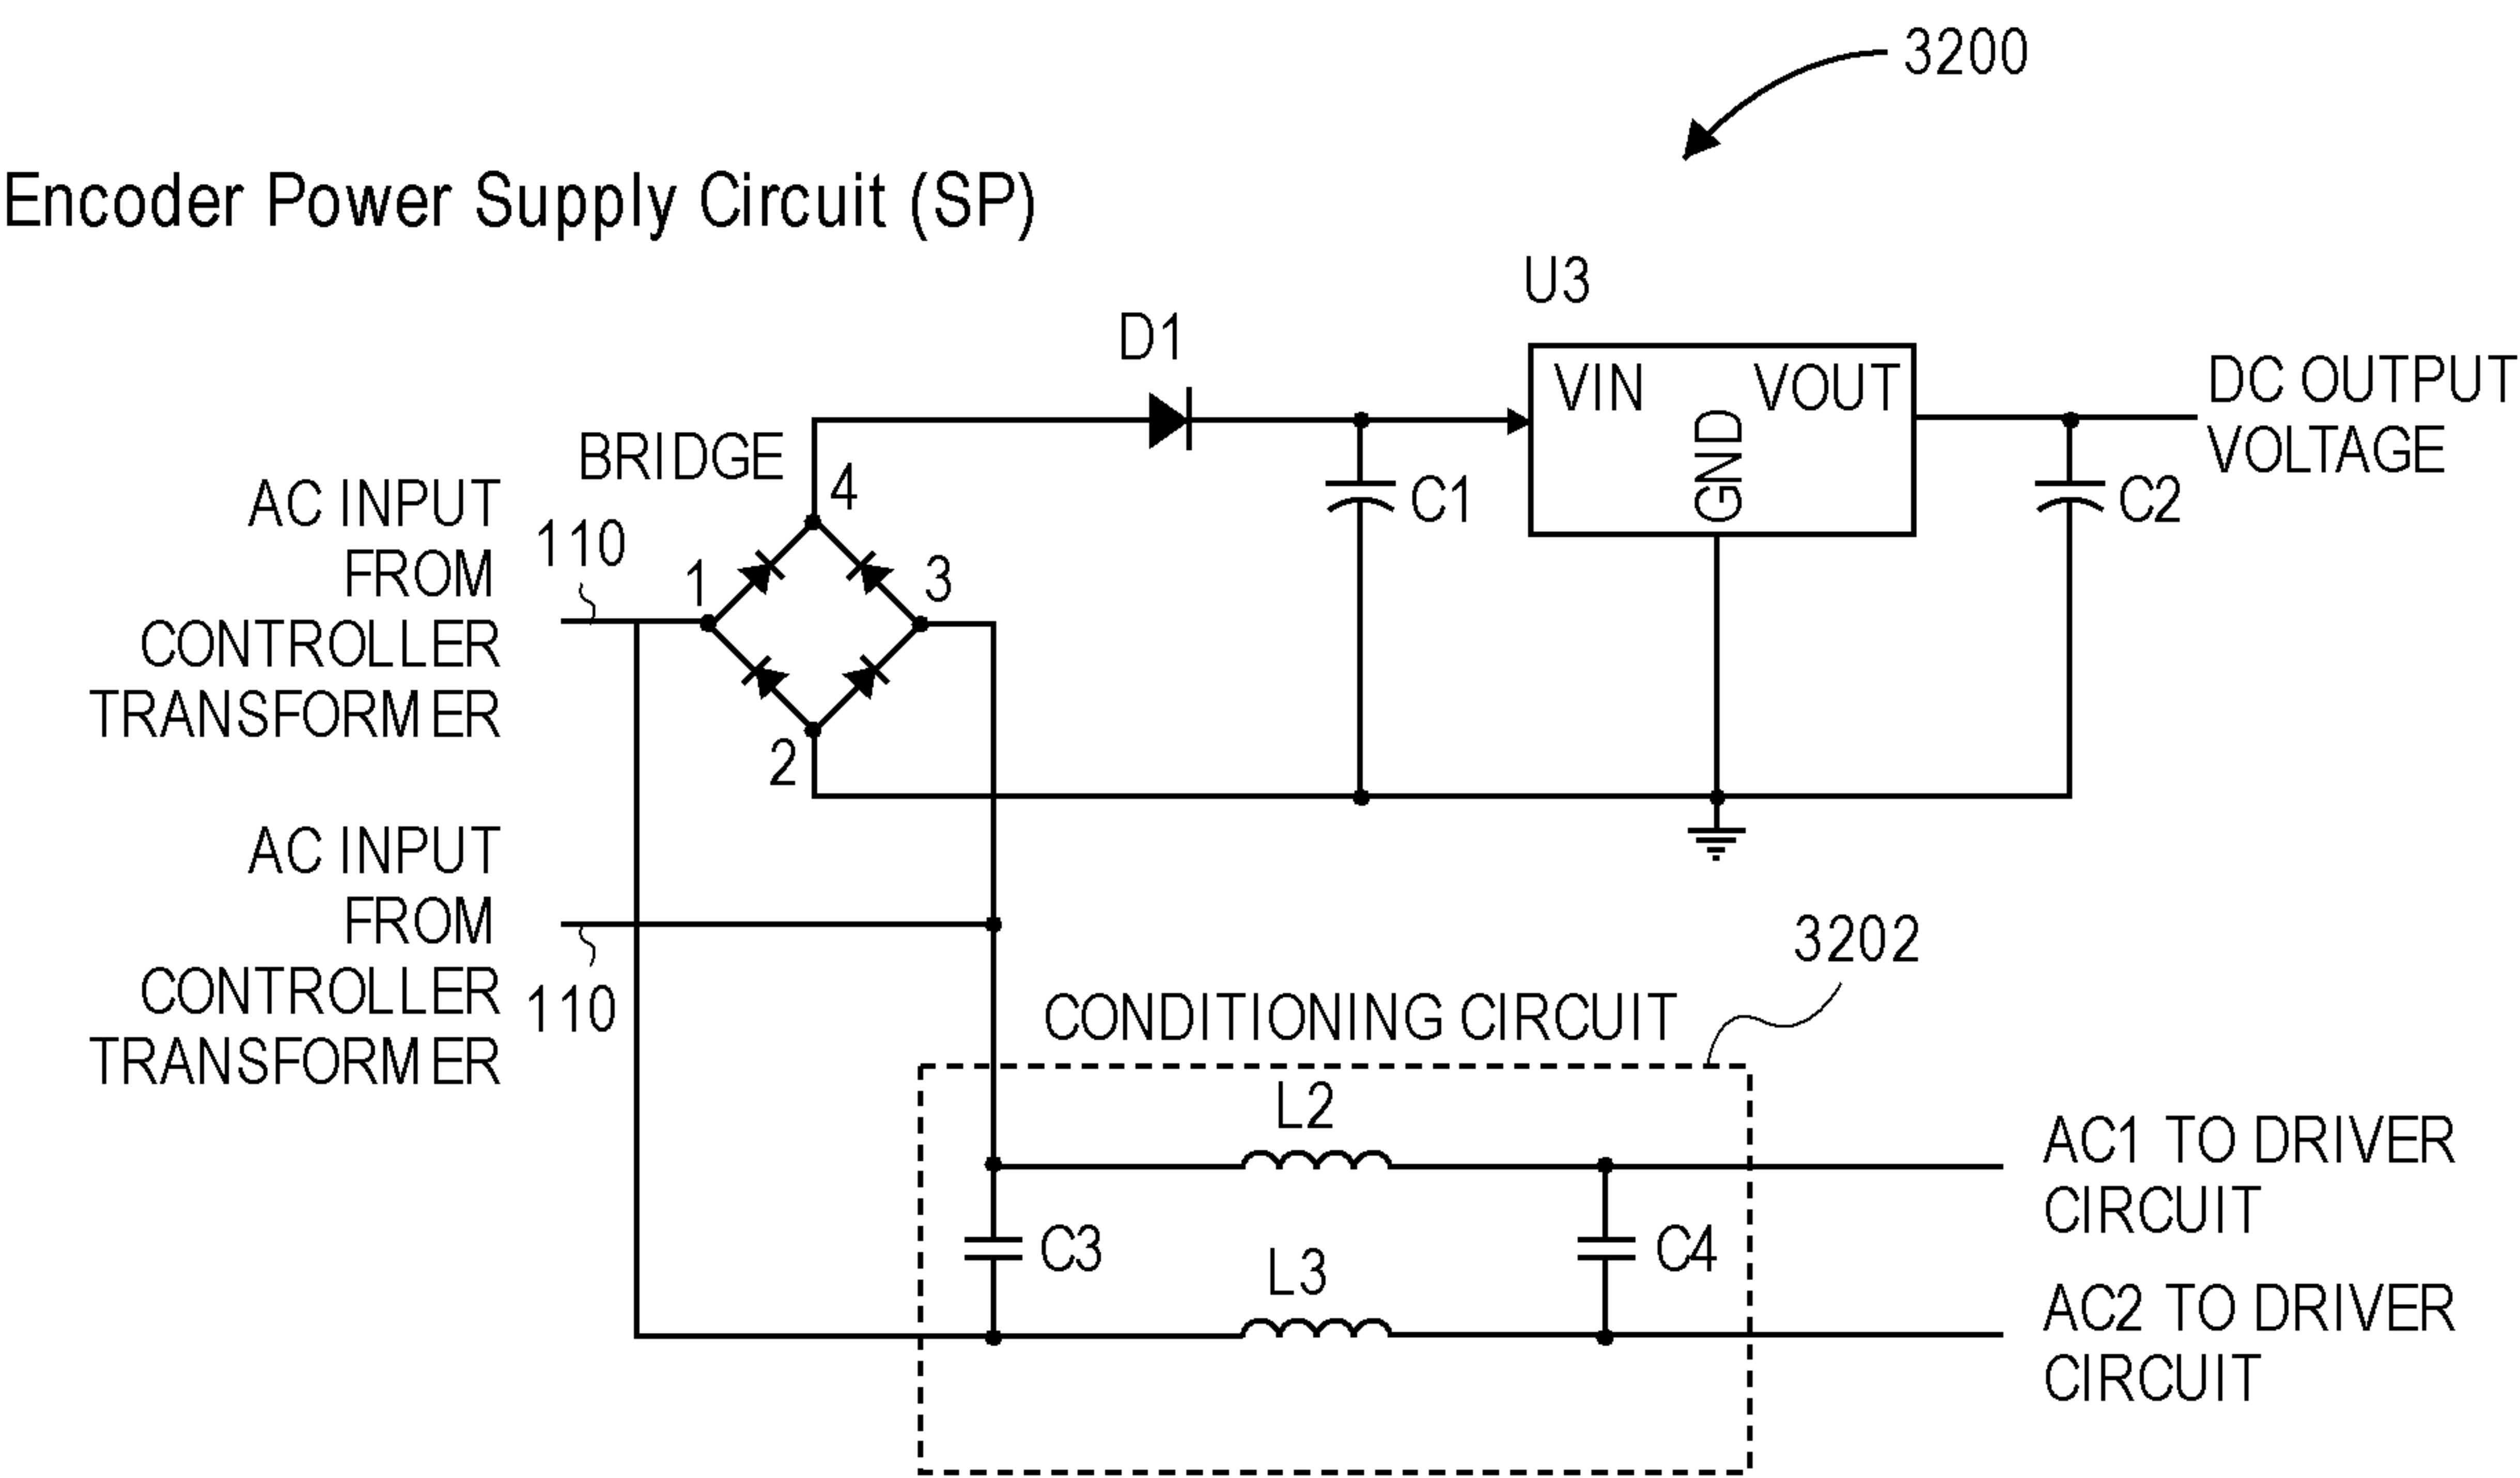 3200
Encoder Power Supply Circuit (SP)
U3
D1
VIN
VOUT
GND
DC OUTPUT
VOLTAGE
BRIDGE
4
C1
C2
AC INPUT
FROM
CONTROLLER
TRANSFORMER
110
1
3
2
AC INPUT
FROM
CONTROLLER
TRANSFORMER
110
3202
CONDITIONING CIRCUIT
L2
AC1 TO DRIVER
CIRCUIT
C3
L3
C4
AC2 TO DRIVER
CIRCUIT